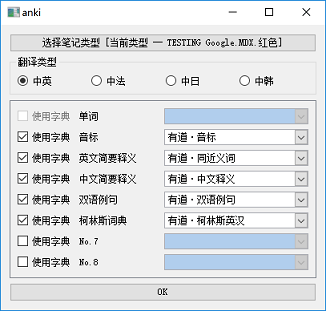 anki
选择笔记类型 [当前类型 一 TESTING Google.MDX.红色]
翻译类型
中英 中法 中日 中韩
使用字典 单词
使用字典 音标 有道·音标
使用字典 英文简要释义 有道·同近义词
使用字典 中文简要释义 有道·中文释义
使用字典 双语例句 有道·双语例句
使用字典 柯林斯词典 有道·柯林斯英汉
使用字典 No.7
使用字典 No.8
OK